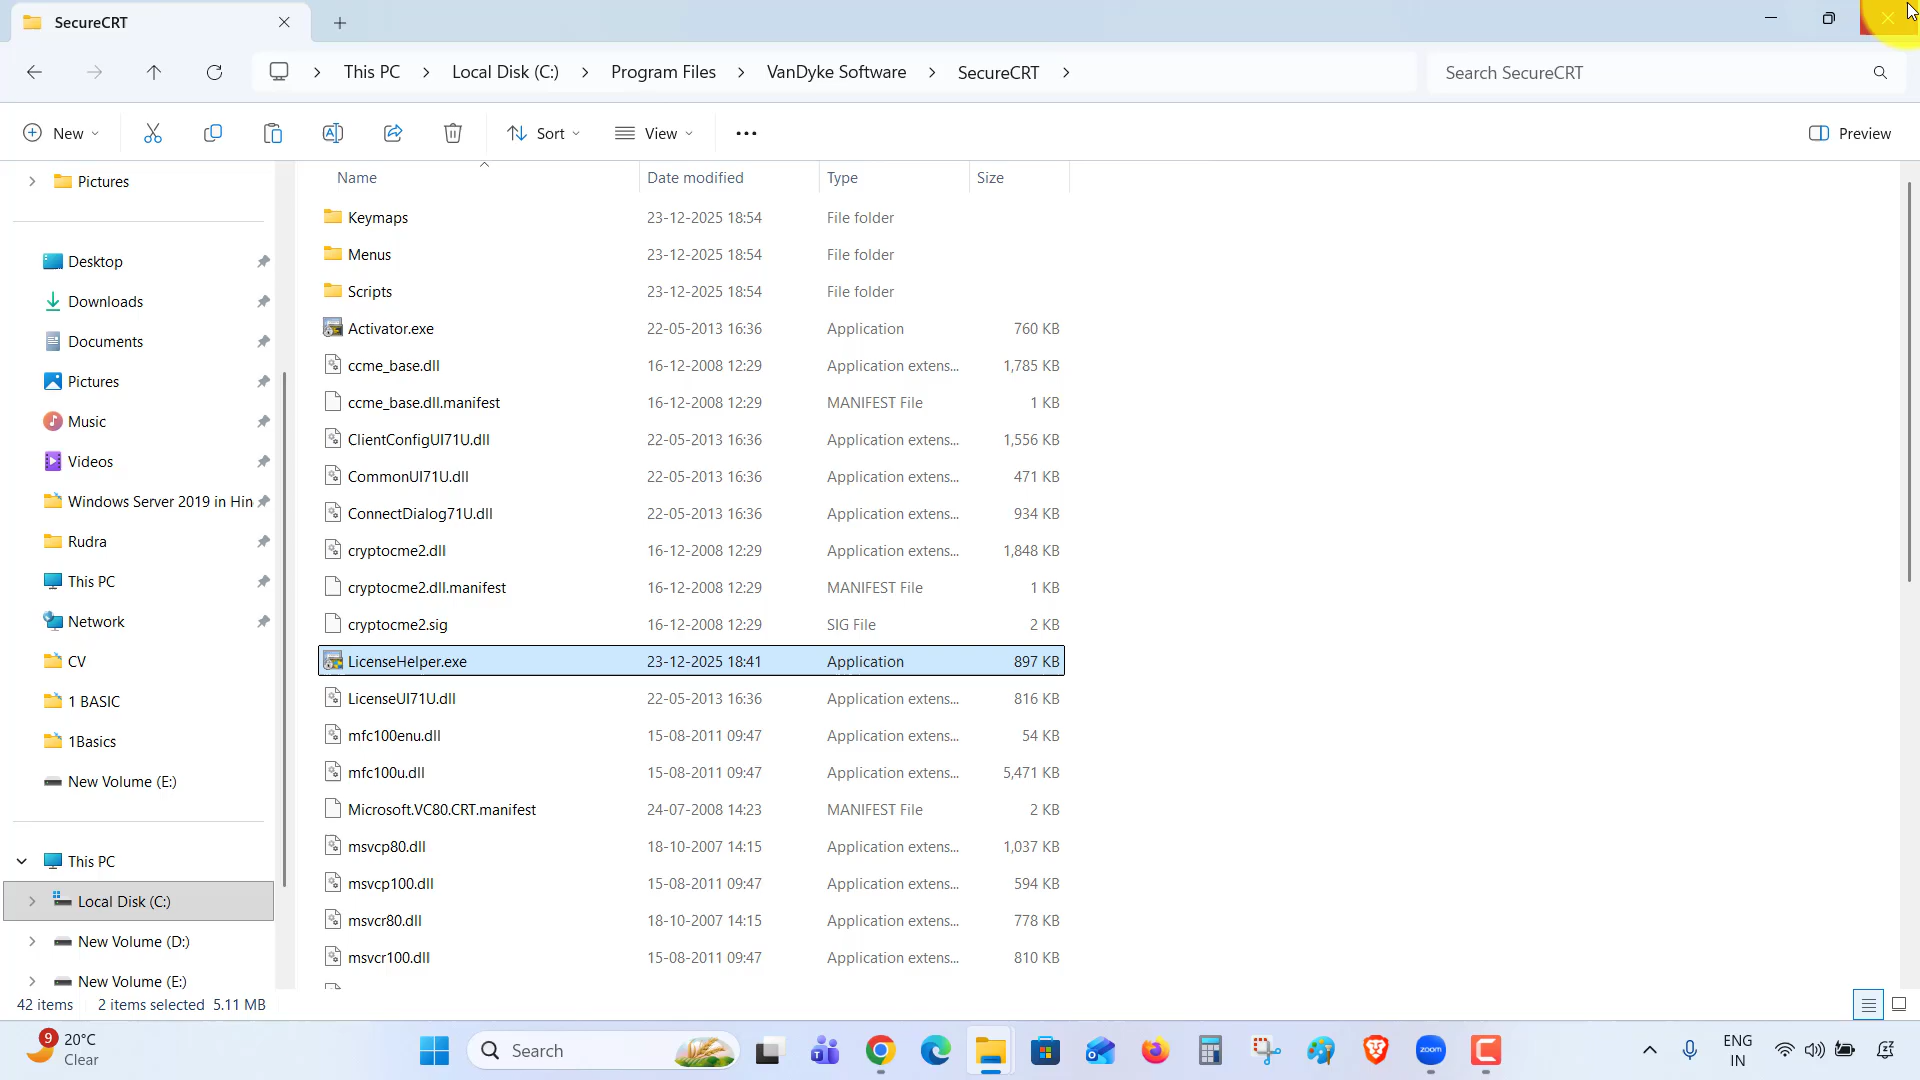 SecureCRT
This PC Local Disk (C:) Program Files VanDyke Software SecureCRT
Search SecureCRT
New Sort View Preview
Pictures
Desktop
Downloads
Documents
Pictures
Music
Videos
Windows Server 2019 in Hin
Rudra
This PC
Network
CV
1 BASIC
1Basics
New Volume (E:)
This PC
Local Disk (C:)
New Volume (D:)
New Volume (E:)
Name Date modified Type Size
Keymaps 23-12-2025 18:54 File folder
Menus 23-12-2025 18:54 File folder
Scripts 23-12-2025 18:54 File folder
Activator.exe 22-05-2013 16:36 Application 760 KB
ccme_base.dll 16-12-2008 12:29 Application extens... 1,785 KB
ccme_base.dll.manifest 16-12-2008 12:29 MANIFEST File 1 KB
ClientConfigUI71U.dll 22-05-2013 16:36 Application extens... 1,556 KB
CommonUI71U.dll 22-05-2013 16:36 Application extens... 471 KB
ConnectDialog71U.dll 22-05-2013 16:36 Application extens... 934 KB
cryptocme2.dll 16-12-2008 12:29 Application extens... 1,848 KB
cryptocme2.dll.manifest 16-12-2008 12:29 MANIFEST File 1 KB
cryptocme2.sig 16-12-2008 12:29 SIG File 2 KB
LicenseHelper.exe 23-12-2025 18:41 Application 897 KB
LicenseUI71U.dll 22-05-2013 16:36 Application extens... 816 KB
mfc100enu.dll 15-08-2011 09:47 Application extens... 54 KB
mfc100u.dll 15-08-2011 09:47 Application extens... 5,471 KB
Microsoft.VC80.CRT.manifest 24-07-2008 14:23 MANIFEST File 2 KB
msvcp80.dll 18-10-2007 14:15 Application extens... 1,037 KB
msvcp100.dll 15-08-2011 09:47 Application extens... 594 KB
msvcr80.dll 18-10-2007 14:15 Application extens... 778 KB
msvcr100.dll 15-08-2011 09:47 Application extens... 810 KB
42 items 2 items selected 5.11 MB
9 20°C
Clear
Search
zoom
ENG
IN